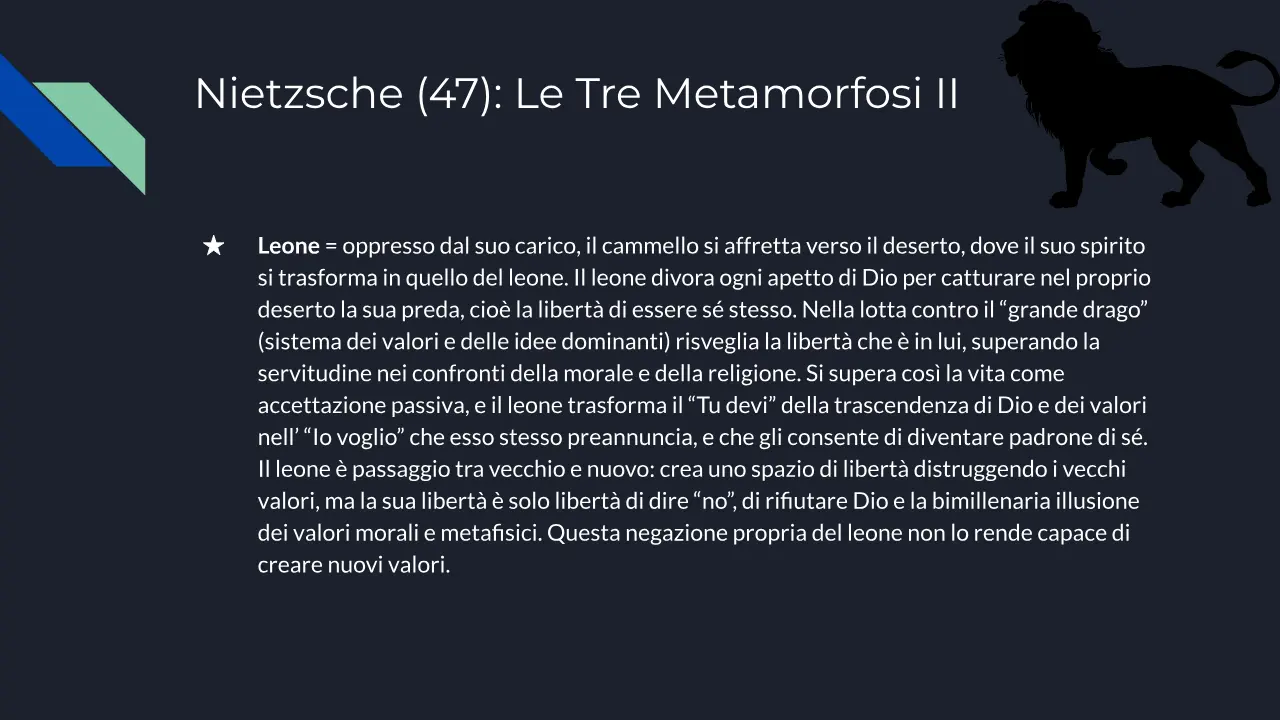 Nietzsche (47): Le Tre Metamorfosi II
★ Leone = oppresso dal suo carico, il cammello si affretta verso il deserto, dove il suo spirito
si trasforma in quello del leone. Il leone divora ogni apetto di Dio per catturare nel proprio
deserto la sua preda, cioè la libertà di essere sé stesso. Nella lotta contro il “grande drago”
(sistema dei valori e delle idee dominanti) risveglia la libertà che è in lui, superando la
servitudine nei confronti della morale e della religione. Si supera così la vita come
accettazione passiva, e il leone trasforma il “Tu devi” della trascendenza di Dio e dei valori
nell’ “Io voglio” che esso stesso preannuncia, e che gli consente di diventare padrone di sé.
Il leone è passaggio tra vecchio e nuovo: crea uno spazio di libertà distruggendo i vecchi
valori, ma la sua libertà è solo libertà di dire “no”, di rifiutare Dio e la bimillenaria illusione
dei valori morali e metafisici. Questa negazione propria del leone non lo rende capace di
creare nuovi valori.